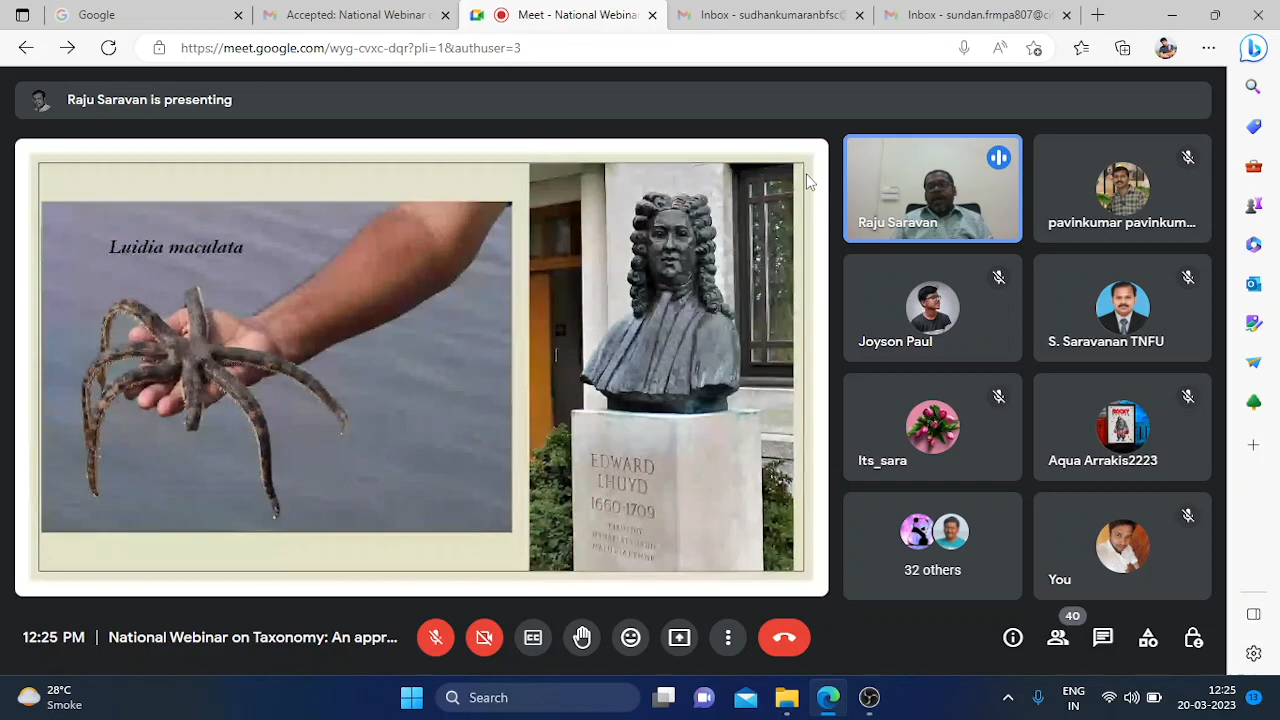 Google
Accepted: National Webinar
Meet - National Webinar
Inbox - sudhankumaranbfsc@
Inbox - sundan.frmpa807@ci
https://meet.google.com/wyg-cvxc-dqr?pli=1&authuser=3
Raju Saravan is presenting
Luidia maculata
EDWARD
LHUYD
1660-1709
Raju Saravan
pavinkumar pavinkum...
Joyson Paul
S. Saravanan TNFU
Its_sara
Aqua Arrakis2223
32 others
You
12:25 PM | National Webinar on Taxonomy: An appr...
40
28°C
Smoke
Search
ENG
IN
12:25
20-03-2023
13